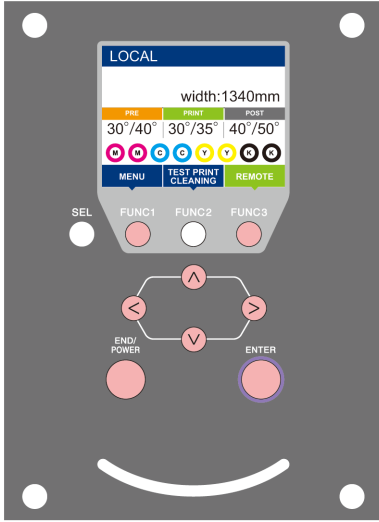 LOCAL
width:1340mm
PRE PRINT POST
30°/40° 30°/35° 40°/50°
M M C C Y Y K K
MENU TEST PRINT CLEANING REMOTE
SEL FUNC1 FUNC2 FUNC3
< ∧ ∨ >
END/
POWER
ENTER